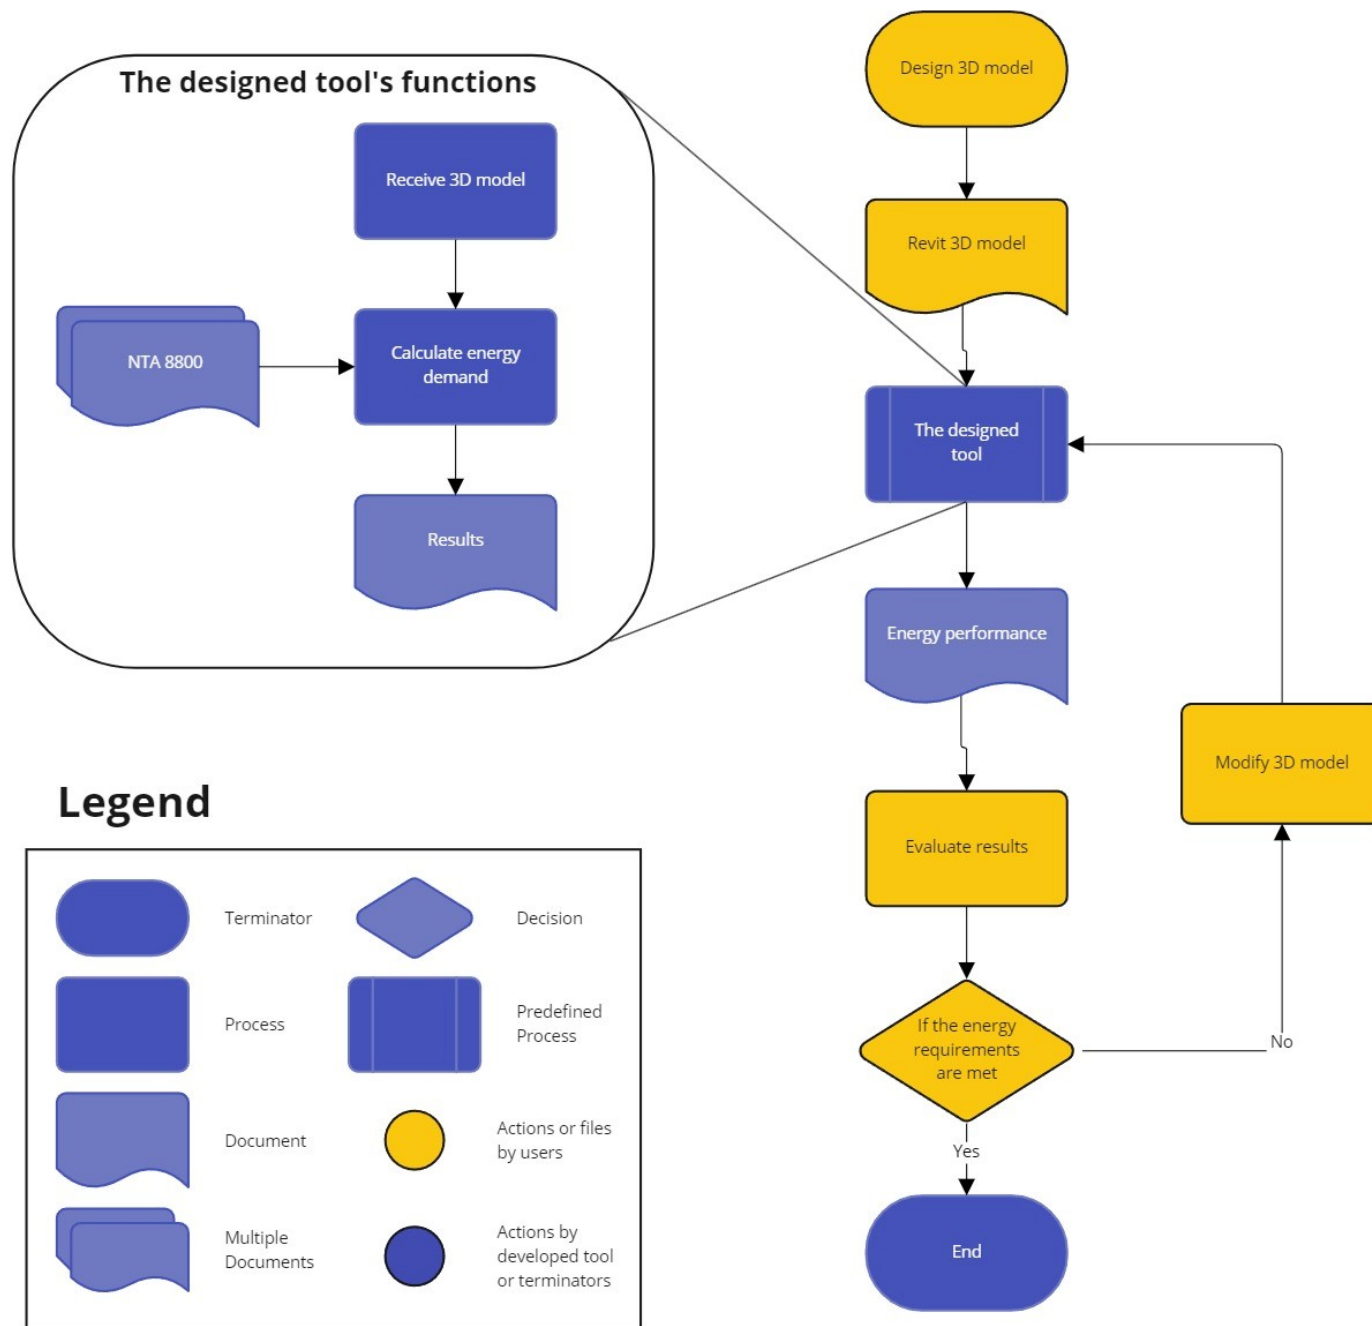 The designed tool's functions
Receive 3D model
NTA 8800
Calculate energy
demand
Results
Design 3D model
Revit 3D model
The designed
tool
Energy performance
Evaluate results
Modify 3D model
If the energy
requirements
are met
No
Yes
End
Legend
Terminator
Decision
Process
Predefined
Process
Document
Actions or files
by users
Multiple
Documents
Actions by
developed tool
or terminators